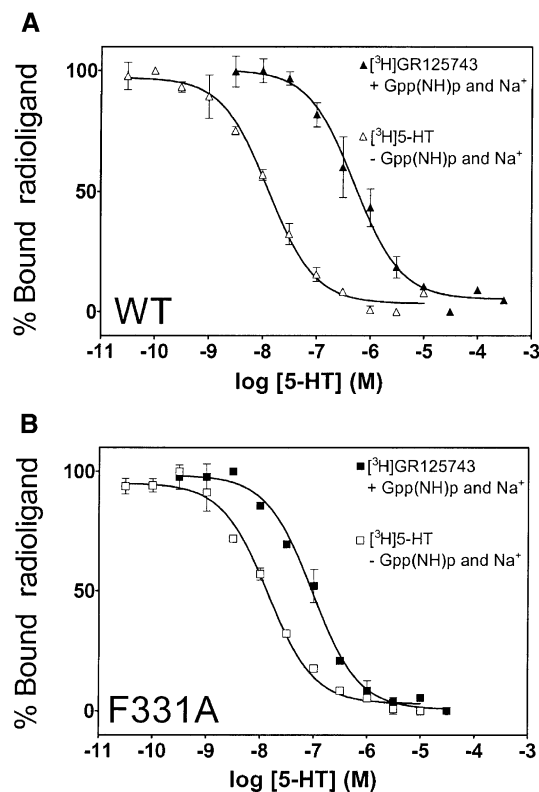 A
% Bound radioligand
100
50
0
WT
▲ [³H]GR125743
+ Gpp(NH)p and Na⁺
△ [³H]5-HT
- Gpp(NH)p and Na⁺
-11 -10 -9 -8 -7 -6 -5 -4 -3
log [5-HT] (M)
B
% Bound radioligand
100
50
0
F331A
■ [³H]GR125743
+ Gpp(NH)p and Na⁺
□ [³H]5-HT
- Gpp(NH)p and Na⁺
-11 -10 -9 -8 -7 -6 -5 -4 -3
log [5-HT] (M)